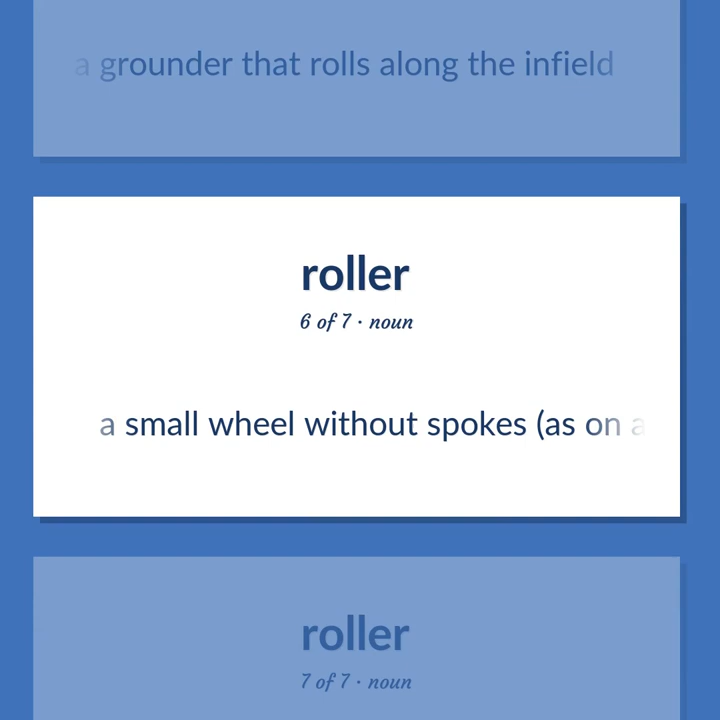 a grounder that rolls along the infield
roller
6 of 7 · noun
a small wheel without spokes (as on a
roller
7 of 7 · noun